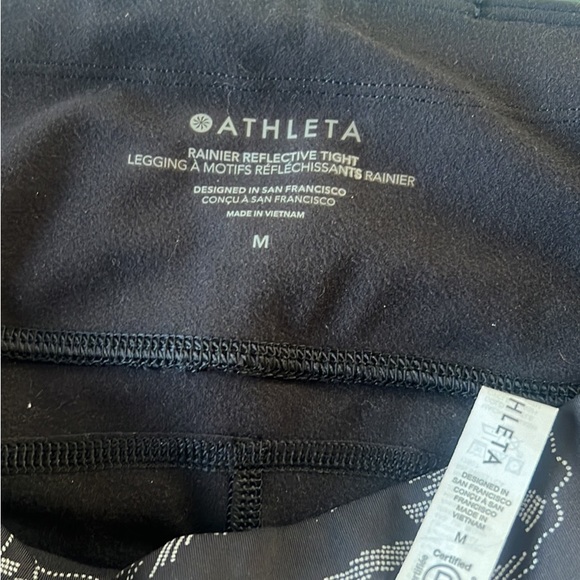 ATHLETA
RAINIER REFLECTIVE TIGHT
LEGGING À MOTIFS RÉFLÉCHISSANTS RAINIER
DESIGNED IN SAN FRANCISCO
CONÇU À SAN FRANCISCO
MADE IN VIETNAM
M
HLETA
DESIGNED IN
SAN FRANCISCO
CONÇU À
SAN FRANCISCO
MADE IN
VIETNAM
M
Certified